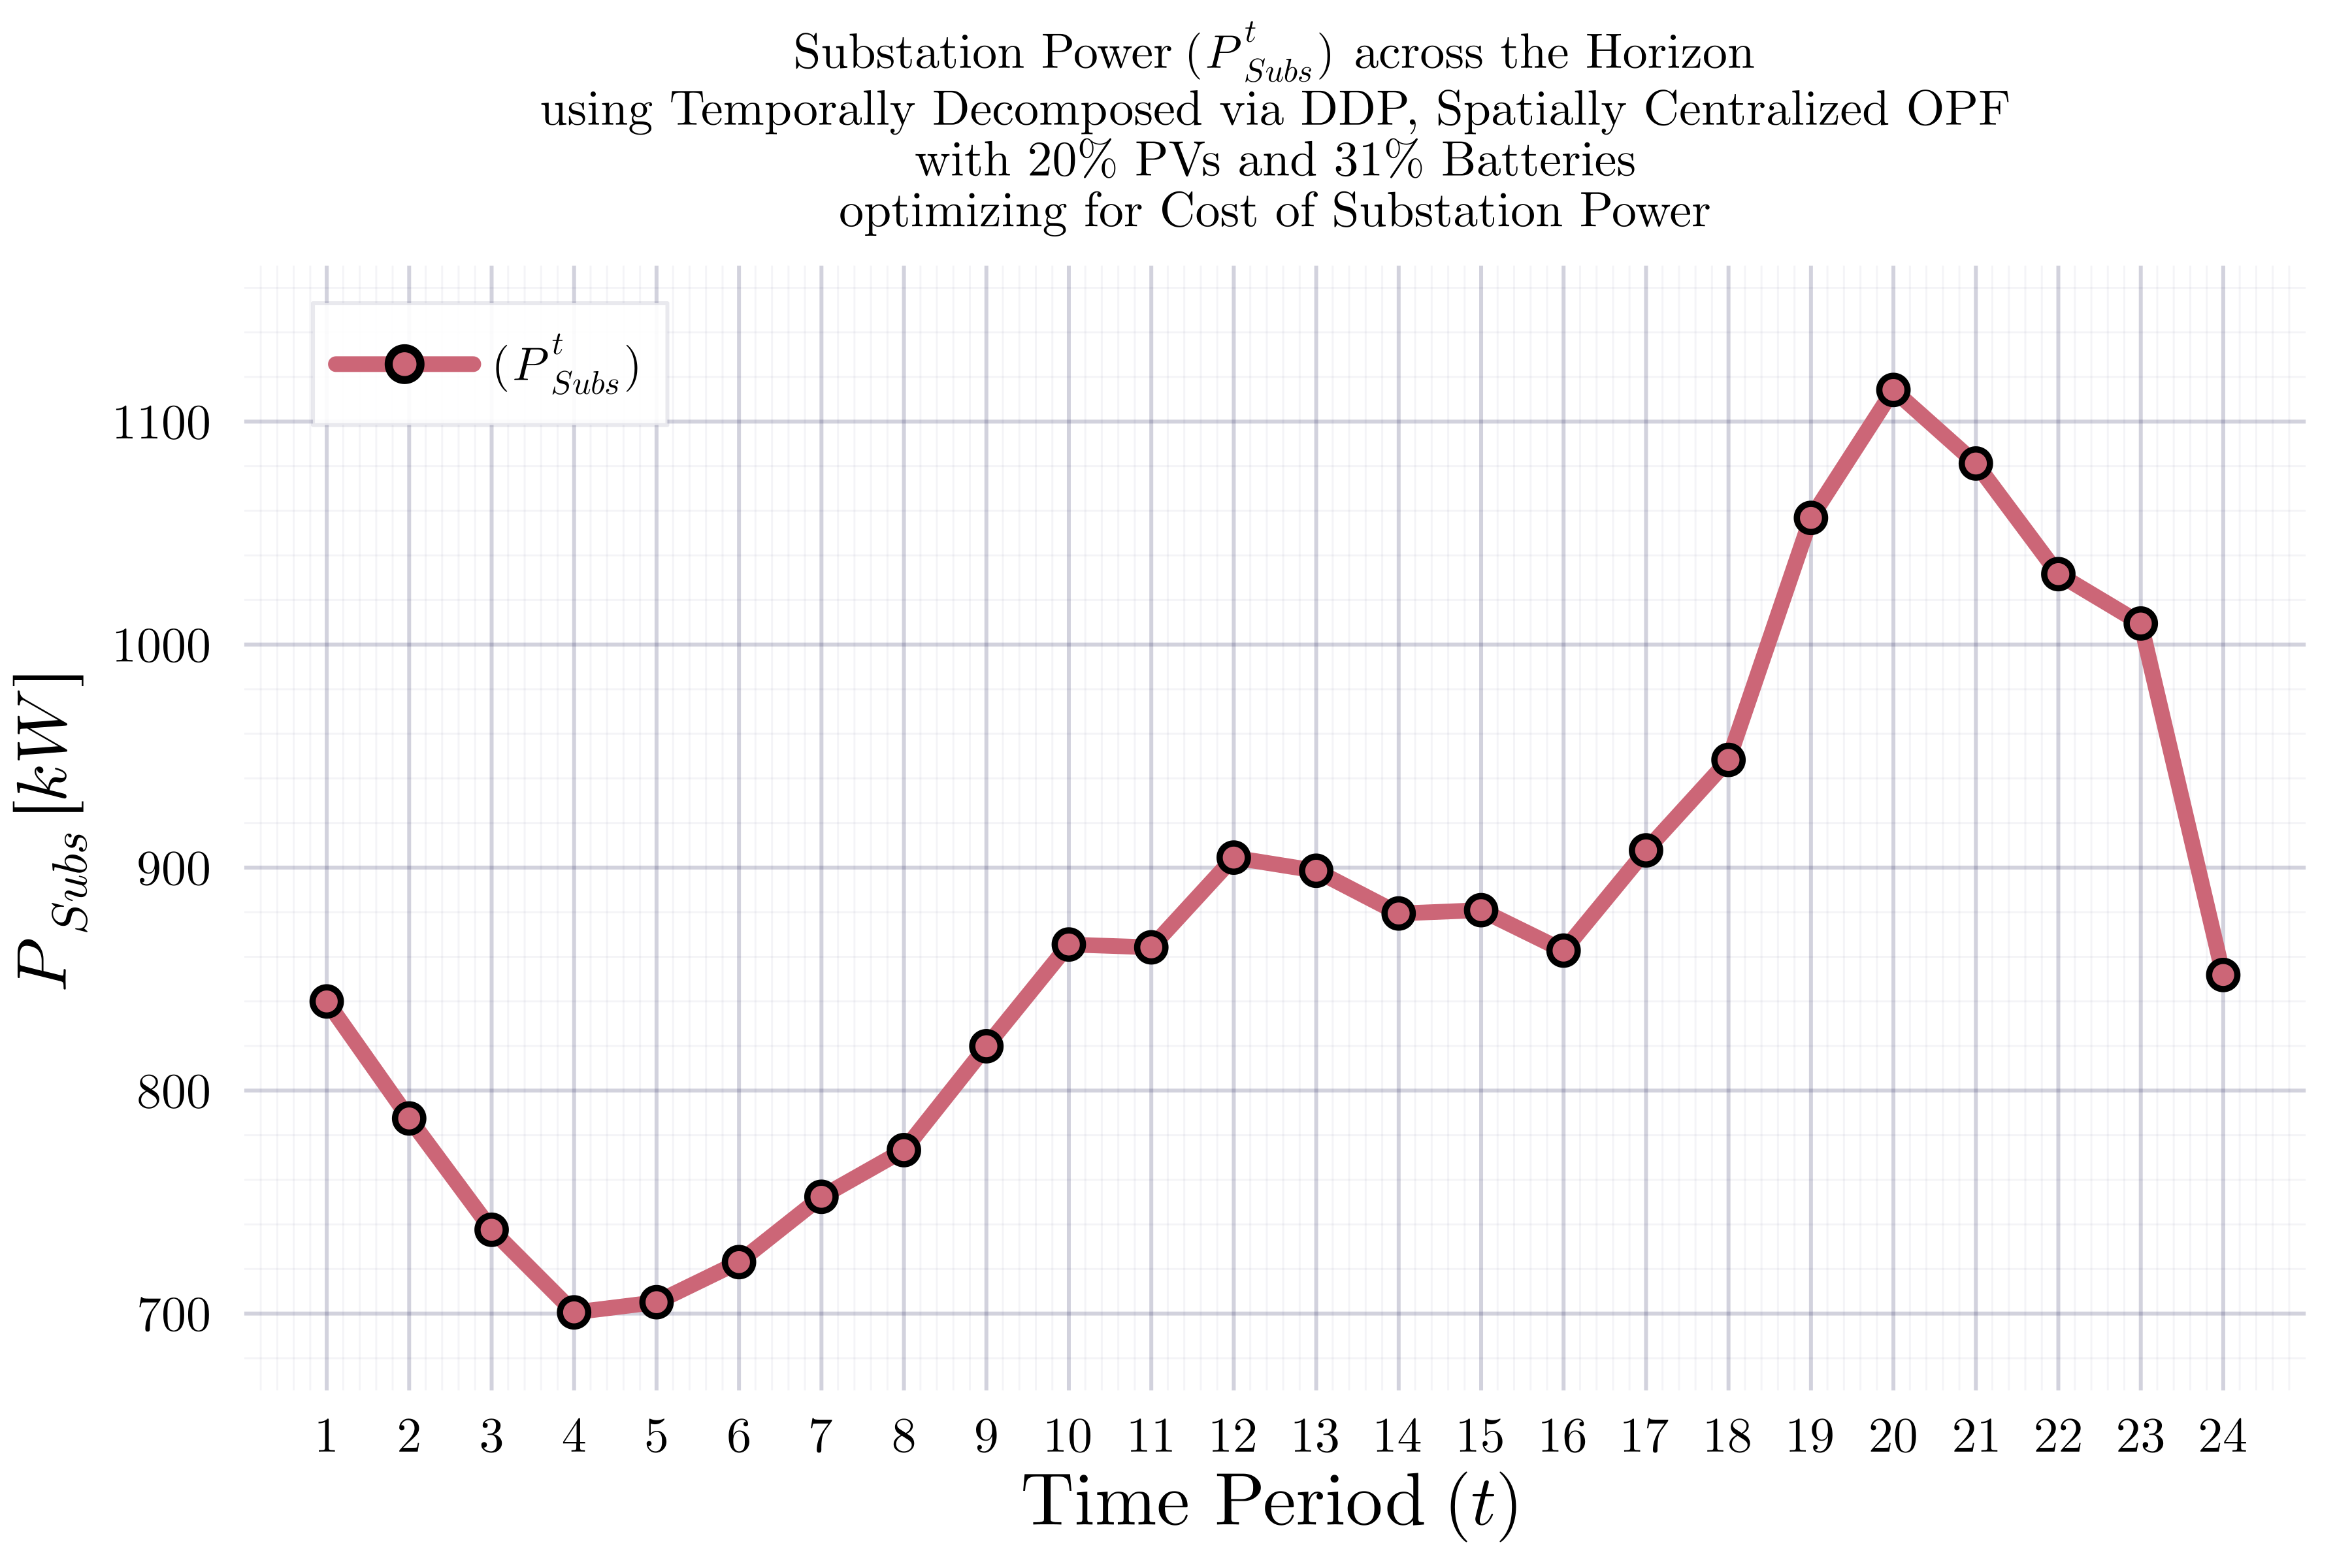 Substation Power (P^t_Subs) across the Horizon
using Temporally Decomposed via DDP, Spatially Centralized OPF
with 20% PVs and 31% Batteries
optimizing for Cost of Substation Power
(P^t_Subs)
P_Subs [kW]
1100
1000
900
800
700
1 2 3 4 5 6 7 8 9 10 11 12 13 14 15 16 17 18 19 20 21 22 23 24
Time Period (t)